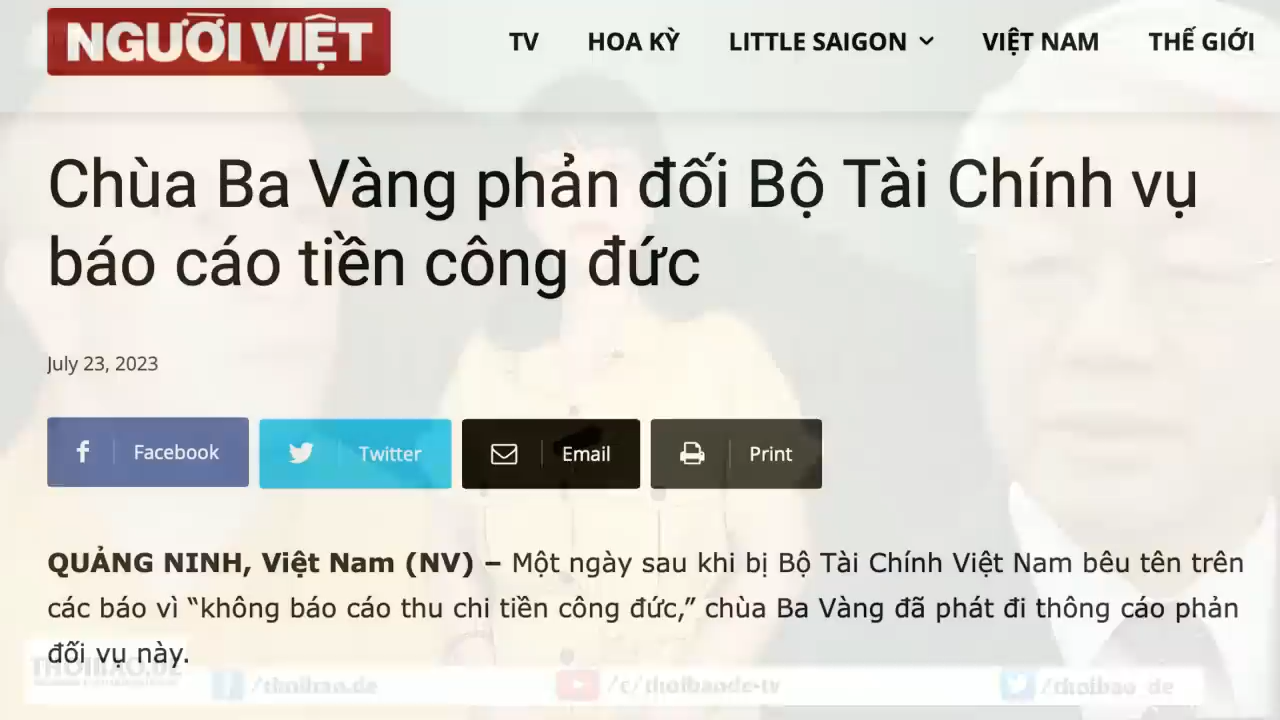 NGƯỜI VIỆT
TV HOA KỲ LITTLE SAIGON VIỆT NAM THẾ GIỚI
Chùa Ba Vàng phản đối Bộ Tài Chính vụ
báo cáo tiền công đức
July 23, 2023
Facebook Twitter Email Print
QUẢNG NINH, Việt Nam (NV) – Một ngày sau khi bị Bộ Tài Chính Việt Nam bêu tên trên
các báo vì “không báo cáo thu chi tiền công đức,” chùa Ba Vàng đã phát đi thông cáo phản
đối vụ này.
THOIBAO.DE
/thoibao.de /c/thoibaode-tv /thoibao_de